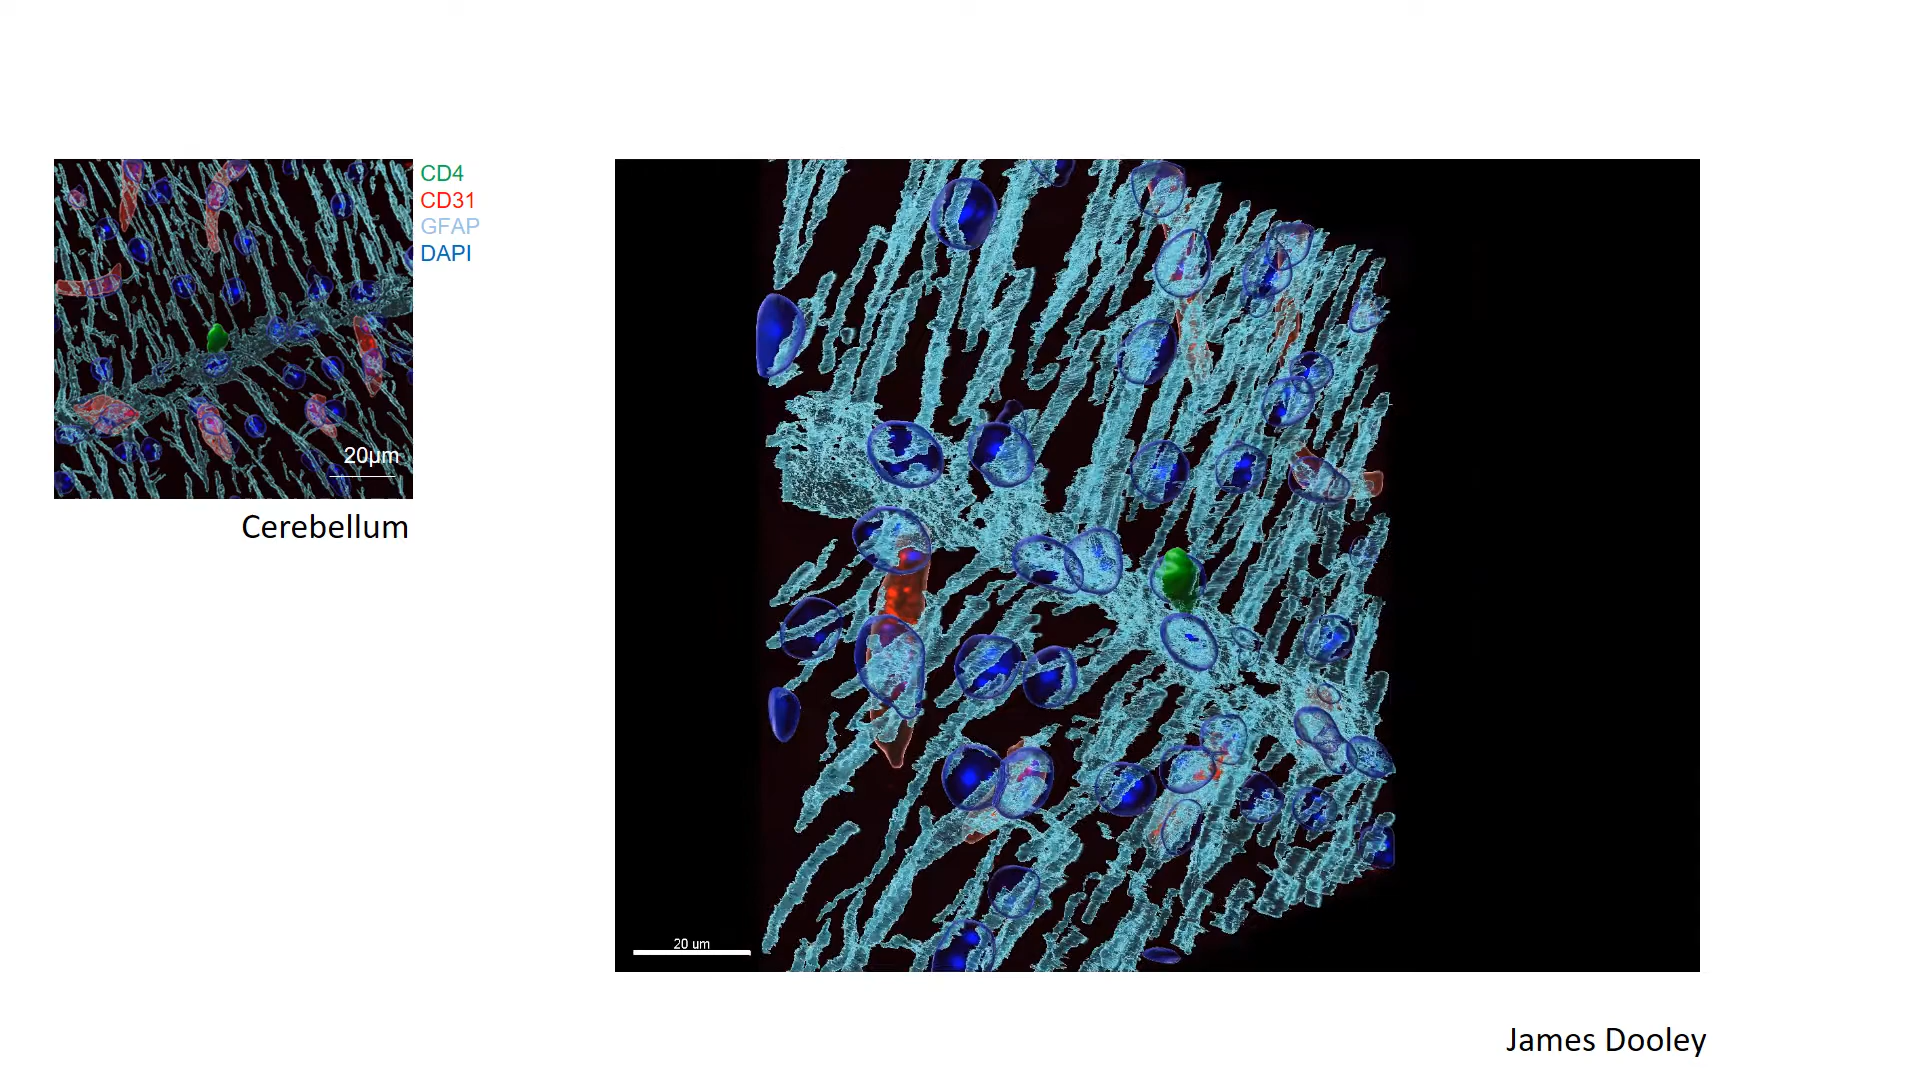 CD4
CD31
GFAP
DAPI
20µm
Cerebellum
20 um
James Dooley